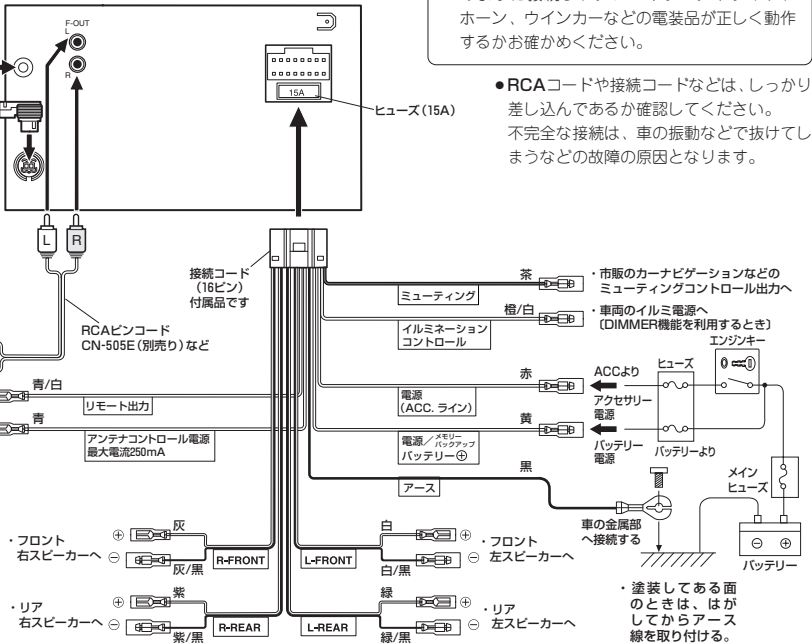 ホーン、ウインカーなどの電装品が正しく動作
するかお確かめください。
●RCAコードや接続コードなどは、しっかり
差し込んであるか確認してください。
不完全な接続は、車の振動などで抜けてし
まうなどの故障の原因となります。
F-OUT
L
R
15A
ヒューズ(15A)
L
R
接続コード
(16ピン)
付属品です
RCAピンコード
CN-505E(別売り)など
茶
ミューティング
・市販のカーナビゲーションなどの
ミューティングコントロール出力へ
橙/白
イルミネーション
コントロール
・車両のイルミ電源へ
〔DIMMER機能を利用するとき〕
エンジンキー
青/白
リモート出力
赤
電源
(ACC. ライン)
ACCより
アクセサリー
電源
ヒューズ
青
アンテナコントロール電源
最大電流250mA
黄
電源/メモリーバックアップ
バッテリー⊕
バッテリー
電源
バッテリーより
黒
アース
車の金属部
へ接続する
メイン
ヒューズ
⊖ ⊕
バッテリー
・塗装してある面
のときは、はが
してからアース
線を取り付ける。
・フロント
右スピーカーへ
⊕ 灰
⊖ 灰/黒
R-FRONT
L-FRONT
白 ⊕
白/黒 ⊖
・フロント
左スピーカーへ
・リア
右スピーカーへ
⊕ 紫
⊖ 紫/黒
R-REAR
L-REAR
緑 ⊕
緑/黒 ⊖
・リア
左スピーカーへ